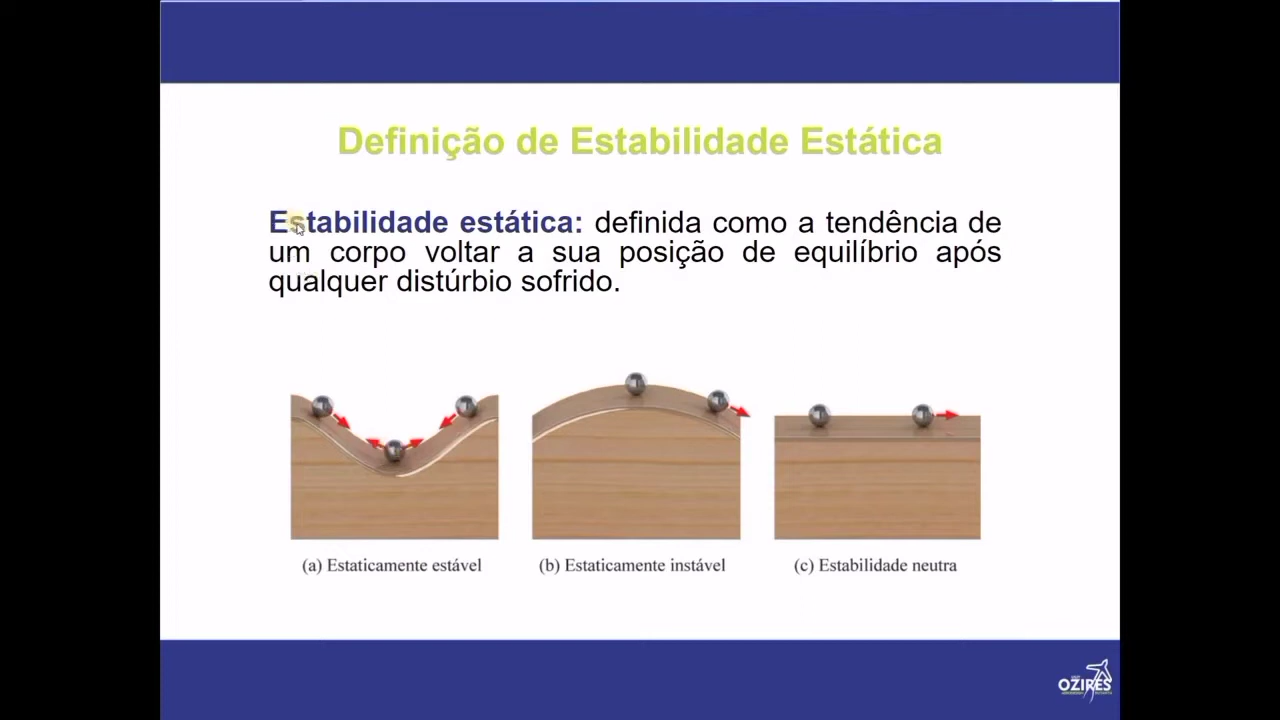 Definição de Estabilidade Estática
Estabilidade estática: definida como a tendência de
um corpo voltar a sua posição de equilíbrio após
qualquer distúrbio sofrido.
(a) Estaticamente estável
(b) Estaticamente instável
(c) Estabilidade neutra
OZIRES